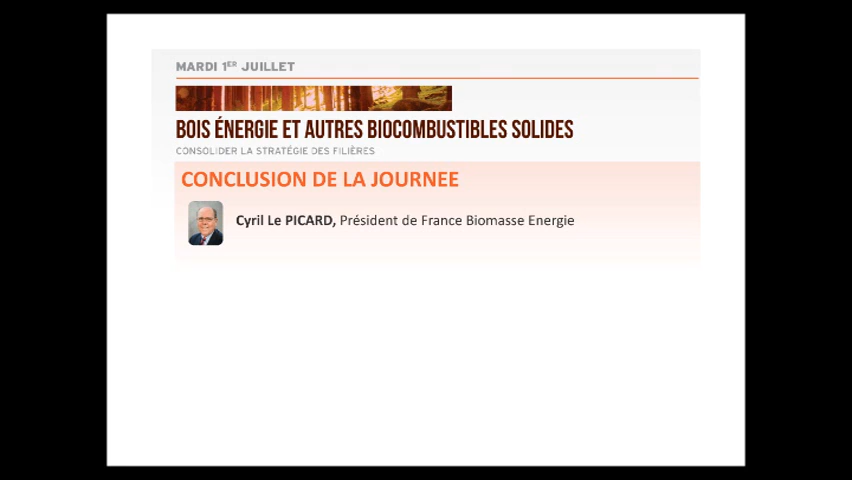 MARDI 1ER JUILLET
BOIS ÉNERGIE ET AUTRES BIOCOMBUSTIBLES SOLIDES
CONSOLIDER LA STRATÉGIE DES FILIÈRES
CONCLUSION DE LA JOURNEE
Cyril Le PICARD, Président de France Biomasse Energie